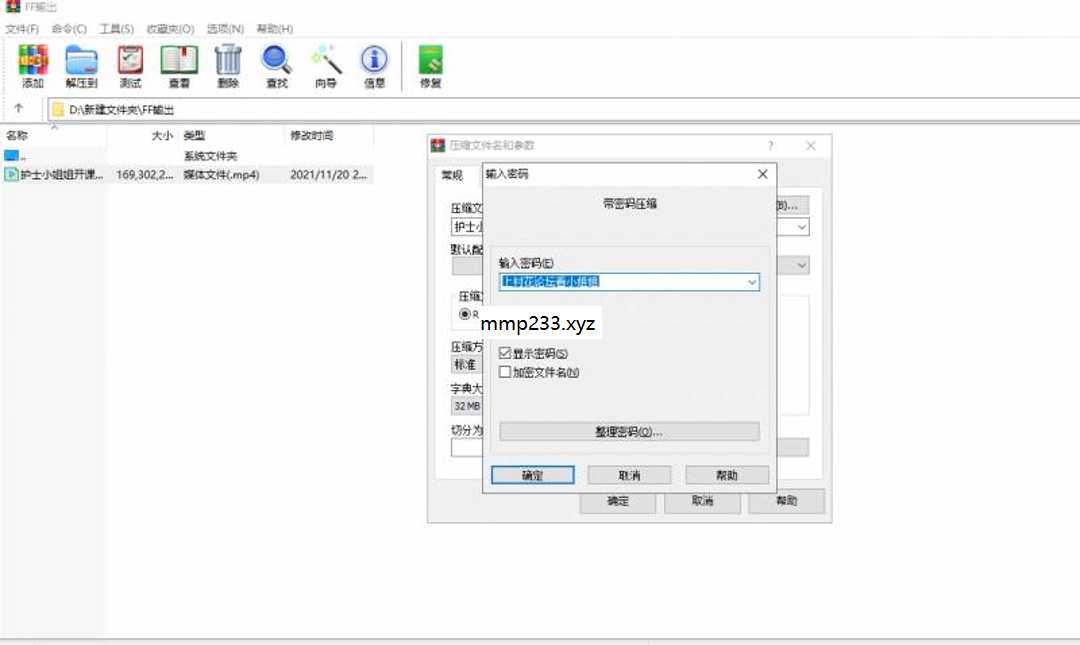 FF输出
文件(F) 命令(C) 工具(S) 收藏夹(O) 选项(N) 帮助(H)
添加 解压到 测试 查看 删除 查找 向导 信息 修复
D:\新建文件夹\FF输出
名称 大小 类型 修改时间
.. 系统文件夹
护士小姐姐开课... 169,302,2... 媒体文件(.mp4) 2021/11/20 2...
压缩文件名和参数 ?
常规
输入密码
带密码压缩
压缩文
护士小
默认配
输入密码(E)
压缩
R
mmp233.xyz
压缩方
显示密码(S)
标准
加密文件名(N)
字典大
32 MB
切分为
整理密码(O)...
确定 取消 帮助
确定 取消 帮助